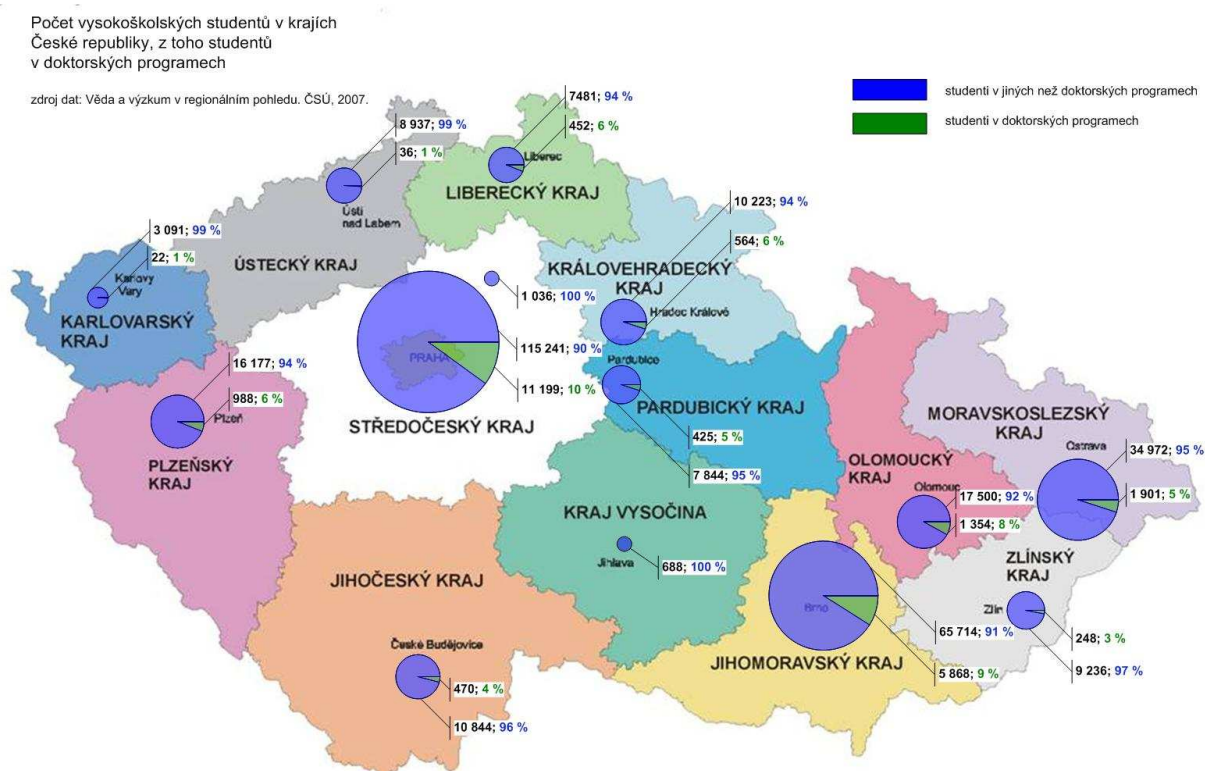 Počet vysokoškolských studentů v krajích
České republiky, z toho studentů
v doktorských programech
zdroj dat: Věda a výzkum v regionálním pohledu. ČSÚ, 2007.
studenti v jiných než doktorských programech
studenti v doktorských programech
7481; 94 %
452; 6 %
Liberec
LIBERECKÝ KRAJ
8 937; 99 %
36; 1 %
Ústí
nad Labem
ÚSTECKÝ KRAJ
3 091; 99 %
22; 1 %
Karlovy
Vary
KARLOVARSKÝ
KRAJ
10 223; 94 %
564; 6 %
KRÁLOVEHRADECKÝ
KRAJ
Hradec Králové
1 036; 100 %
115 241; 90 %
11 199; 10 %
PRAHA
STŘEDOČESKÝ KRAJ
16 177; 94 %
988; 6 %
Plzeň
PLZEŇSKÝ
KRAJ
Pardubice
PARDUBICKÝ KRAJ
425; 5 %
7 844; 95 %
MORAVSKOSLEZSKÝ
KRAJ
Ostrava
34 972; 95 %
1 901; 5 %
OLOMOUCKÝ
KRAJ
Olomouc
17 500; 92 %
1 354; 8 %
KRAJ VYSOČINA
Jihlava
688; 100 %
ZLÍNSKÝ
KRAJ
Zlín
248; 3 %
9 236; 97 %
JIHOČESKÝ KRAJ
České Budějovice
470; 4 %
10 844; 96 %
Brno
65 714; 91 %
5 868; 9 %
JIHOMORAVSKÝ KRAJ